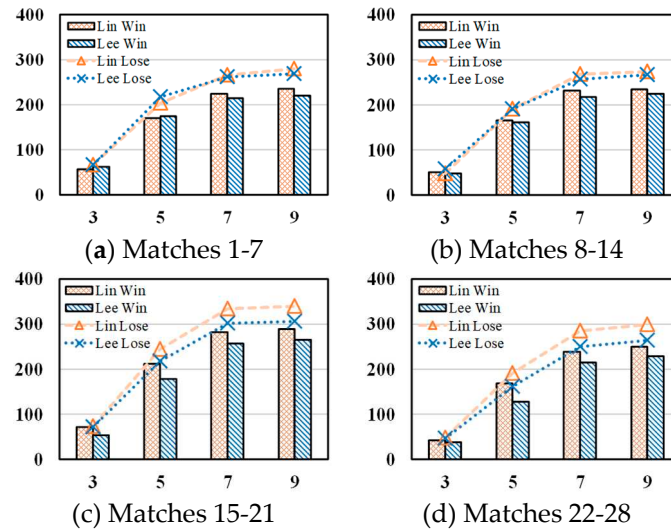 400
300
200
100
0
Lin Win
Lee Win
Lin Lose
Lee Lose
3 5 7 9
(a) Matches 1-7
400
300
200
100
0
Lin Win
Lee Win
Lin Lose
Lee Lose
3 5 7 9
(b) Matches 8-14
400
300
200
100
0
Lin Win
Lee Win
Lin Lose
Lee Lose
3 5 7 9
(c) Matches 15-21
400
300
200
100
0
Lin Win
Lee Win
Lin Lose
Lee Lose
3 5 7 9
(d) Matches 22-28